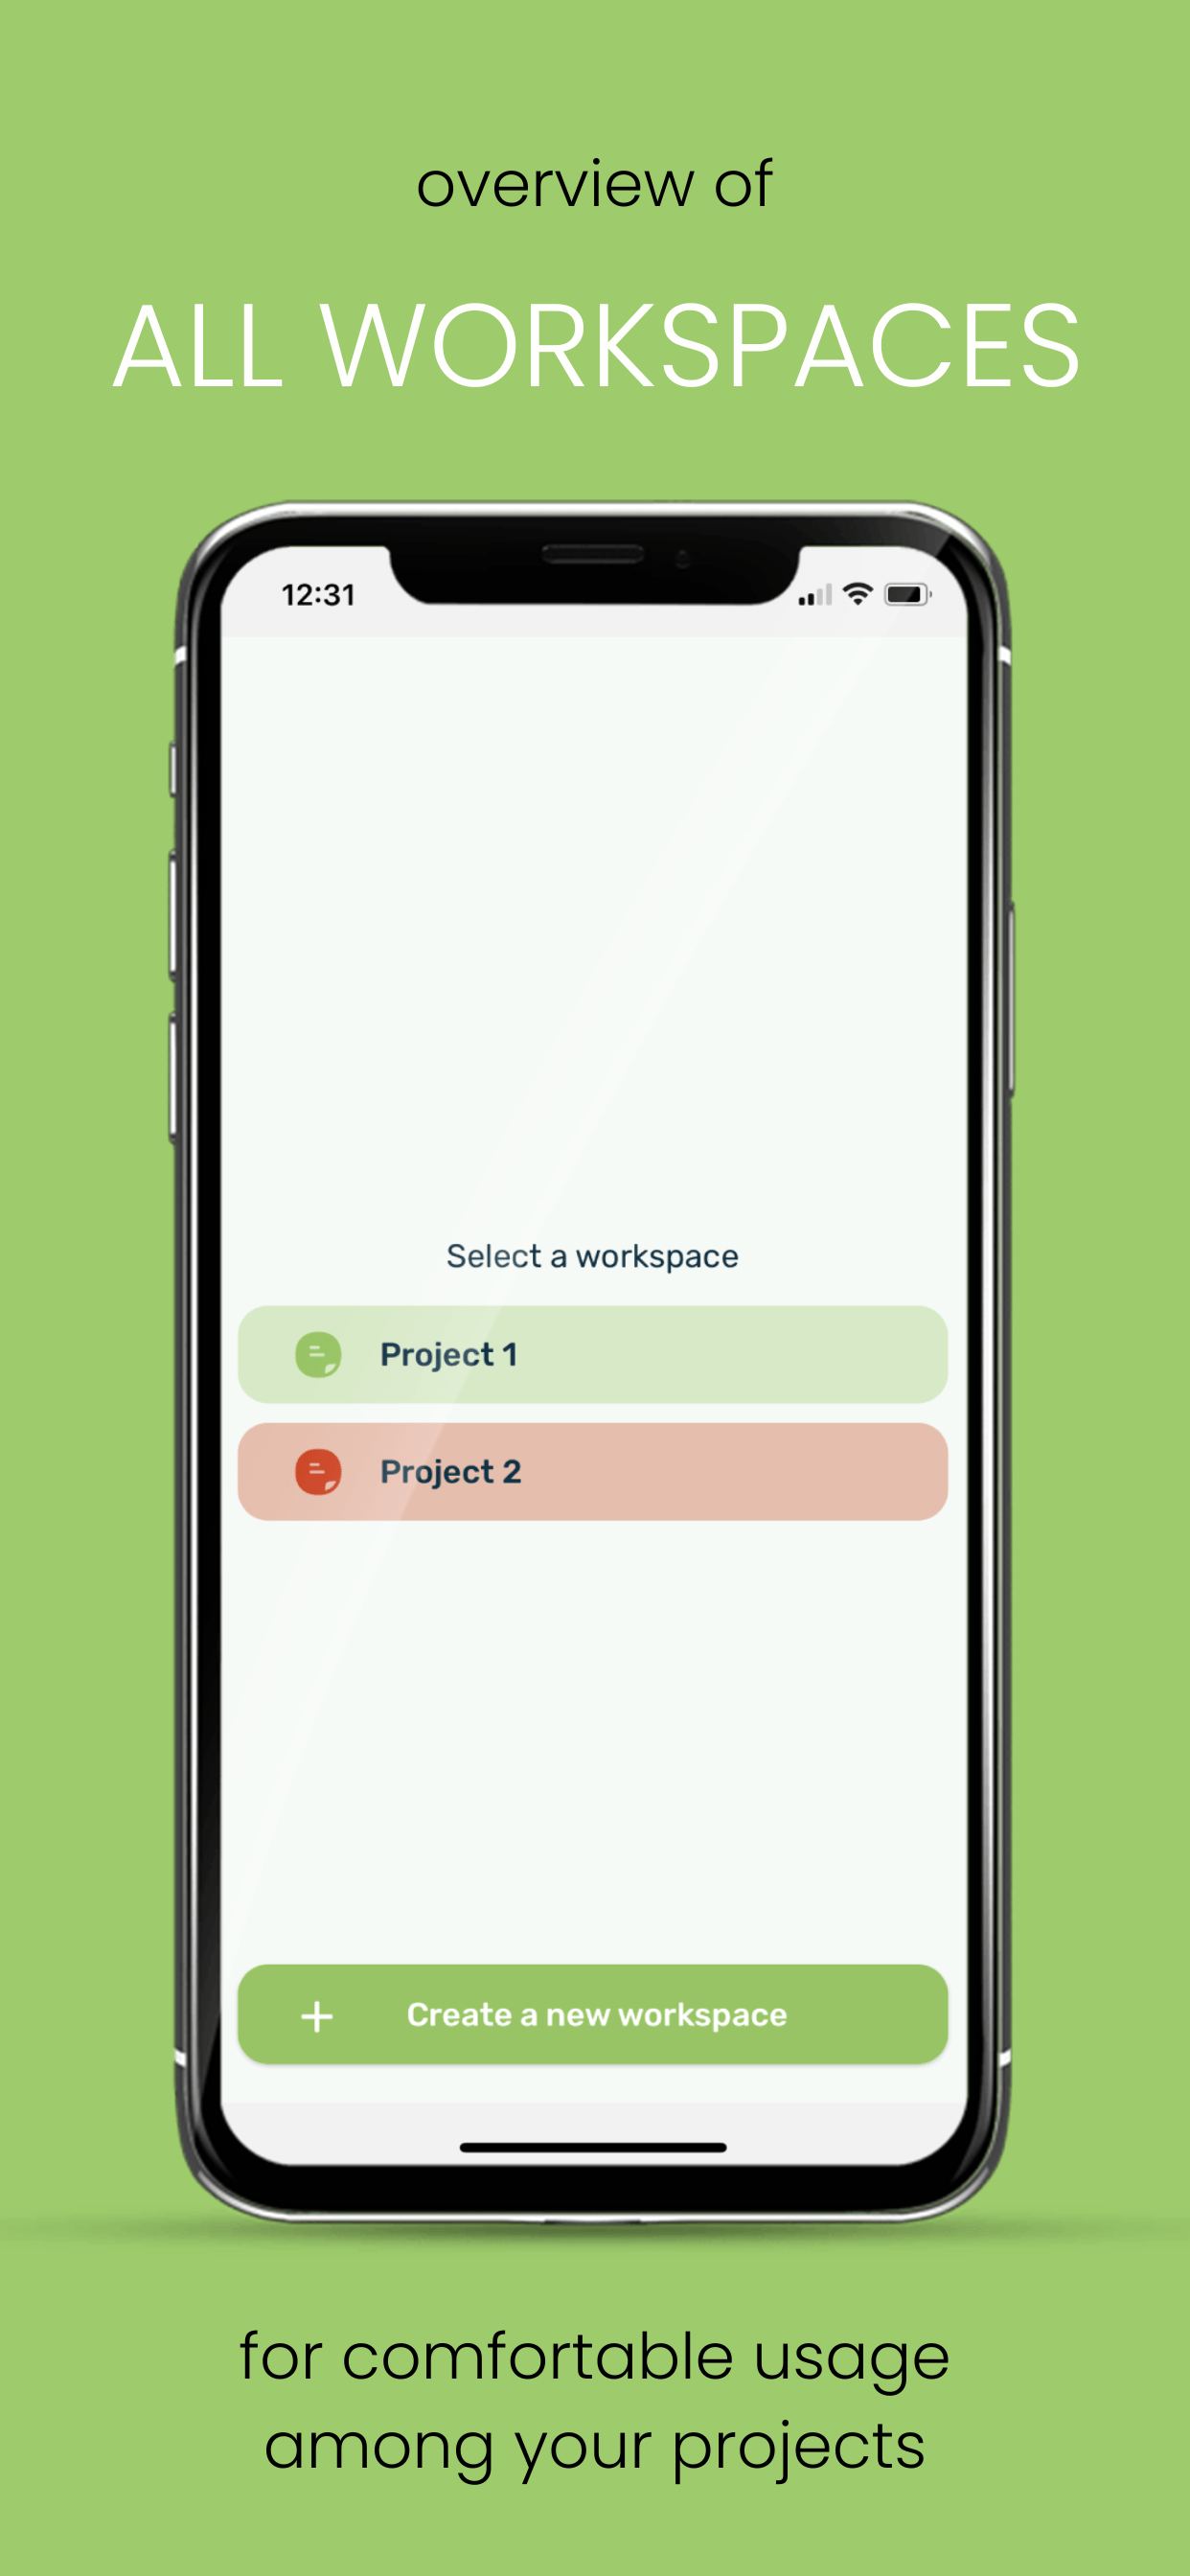 overview of
ALL WORKSPACES
12:31
Select a workspace
Project 1
Project 2
Create a new workspace
for comfortable usage
among your projects